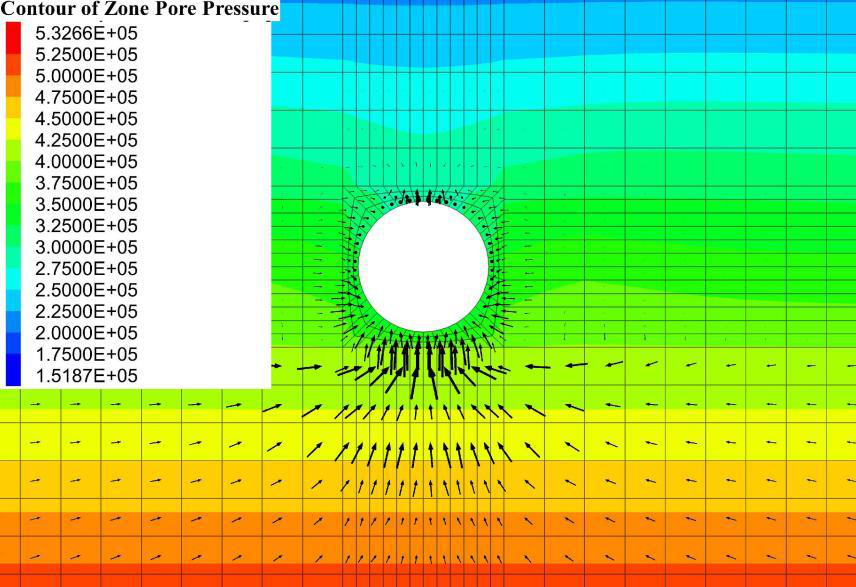 Contour of Zone Pore Pressure
5.3266E+05
5.2500E+05
5.0000E+05
4.7500E+05
4.5000E+05
4.2500E+05
4.0000E+05
3.7500E+05
3.5000E+05
3.2500E+05
3.0000E+05
2.7500E+05
2.5000E+05
2.2500E+05
2.0000E+05
1.7500E+05
1.5187E+05